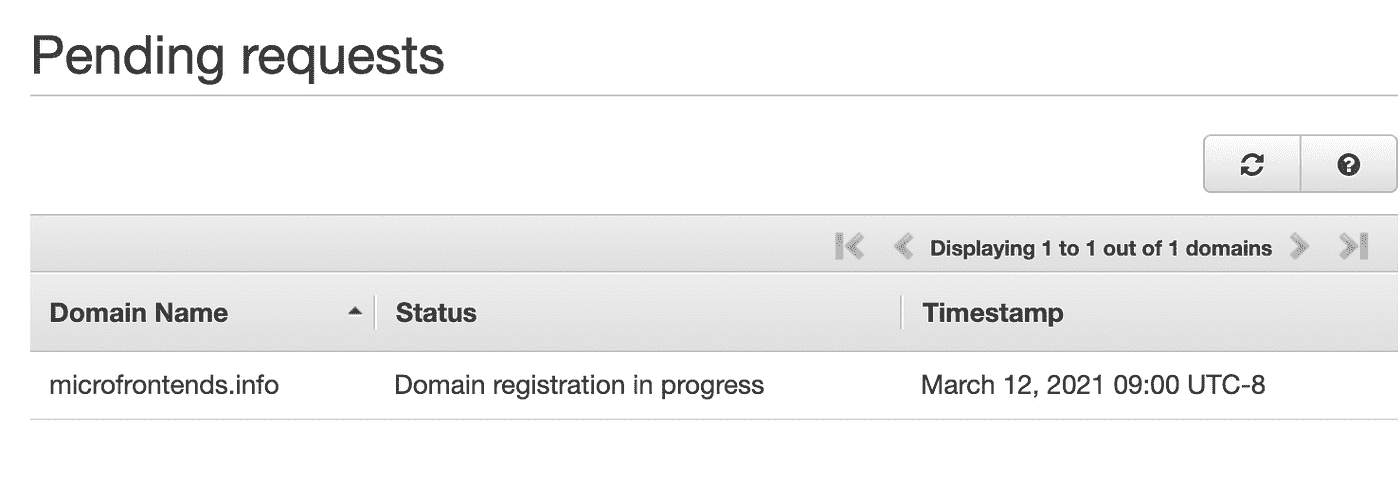 Pending requests
Displaying 1 to 1 out of 1 domains
Domain Name Status Timestamp
microfrontends.info Domain registration in progress March 12, 2021 09:00 UTC-8